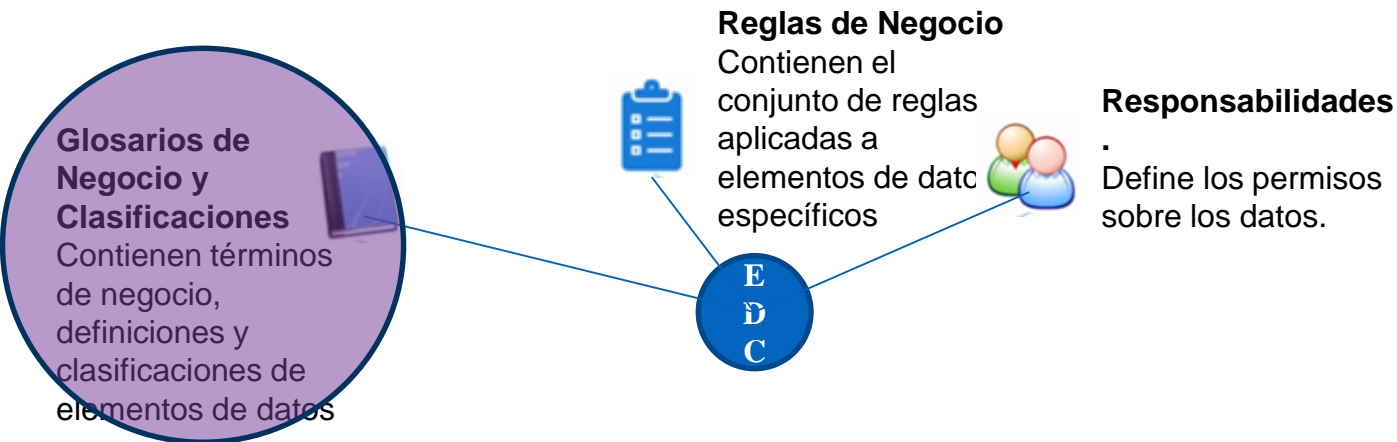 Glosarios de
Negocio y
Clasificaciones
Contienen términos
de negocio,
definiciones y
clasificaciones de
elementos de datos
Reglas de Negocio
Contienen el
conjunto de reglas
aplicadas a
elementos de dato
específicos
Responsabilidades
.
Define los permisos
sobre los datos.
E
D
C